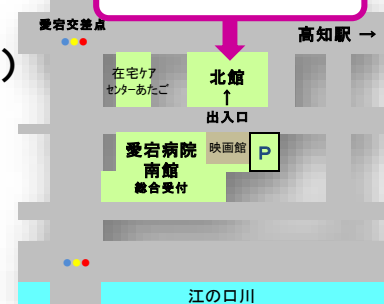 愛宕交差点
高知駅 →
)
在宅ケア
センターあたご
北館
↑
出入口
愛宕病院
南館
総合受付
映画館
P
江の口川